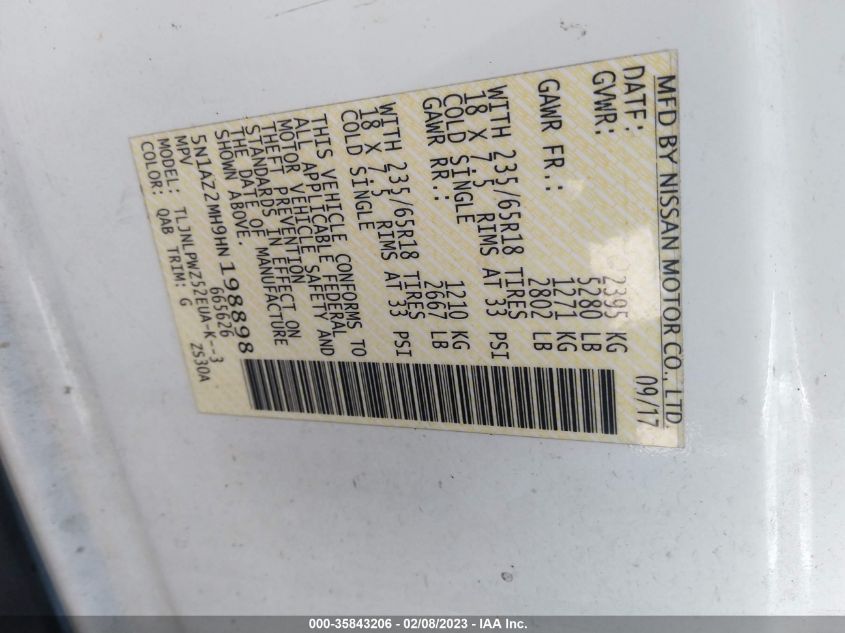 MFD BY NISSAN MOTOR CO., LTD.
DATE: 09/17
GVWR: 2395 KG
5280 LB
GAWR FR.: 1271 KG
2802 LB
WITH 235/65R18 TIRES
18 X 7.5 RIMS AT 33 PSI
COLD SINGLE
GAWR RR.: 1210 KG
2667 LB
WITH 235/65R18 TIRES
18 X 7.5 RIMS AT 33 PSI
COLD SINGLE
THIS VEHICLE CONFORMS TO
ALL APPLICABLE FEDERAL
MOTOR VEHICLE SAFETY AND
THEFT PREVENTION
STANDARDS IN EFFECT ON
THE DATE OF MANUFACTURE
SHOWN ABOVE.
5N1AZ2MH9HN198898
MPV 665626
MODEL: TLJNLPWZ52EUA-K--3
COLOR: QAB TRIM: G ZS30A
000-35843206 - 02/08/2023 - IAA Inc.